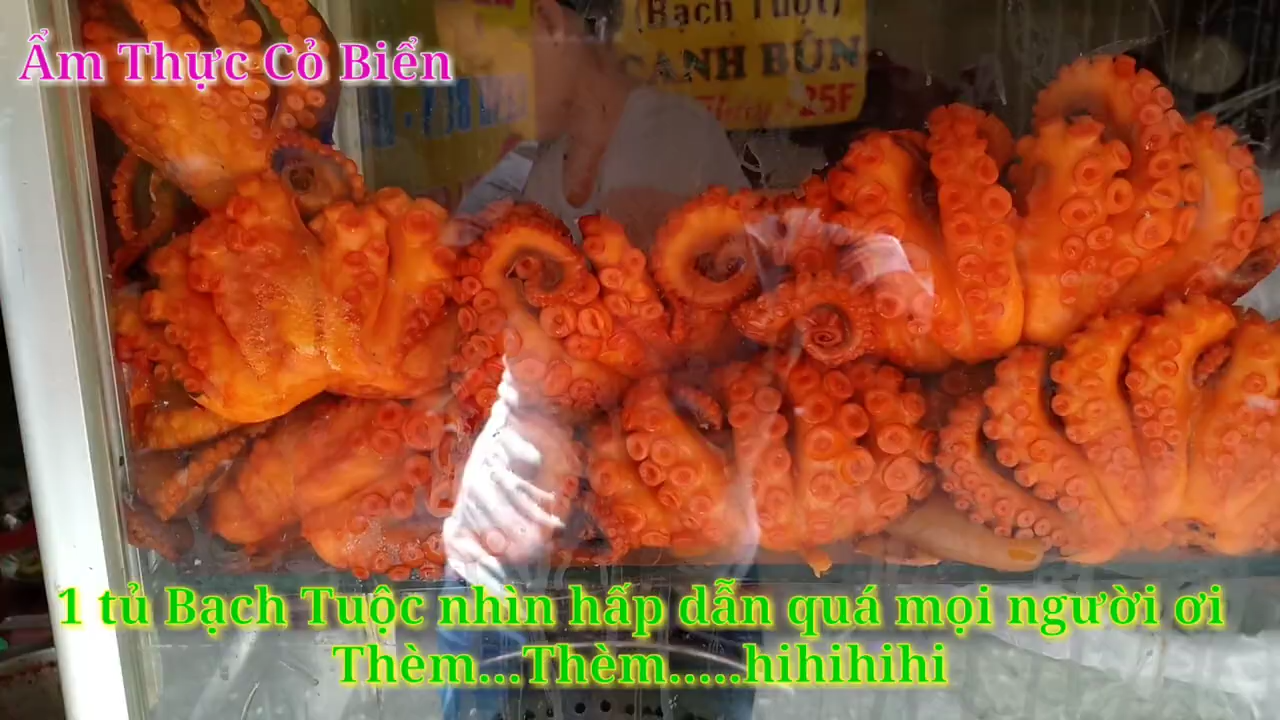 (Bạch Tuột)
Ẩm Thực Cỏ Biển
CANH BÚN
25F
1 tủ Bạch Tuộc nhìn hấp dẫn quá mọi người ơi
Thèm...Thèm.....hihihihi